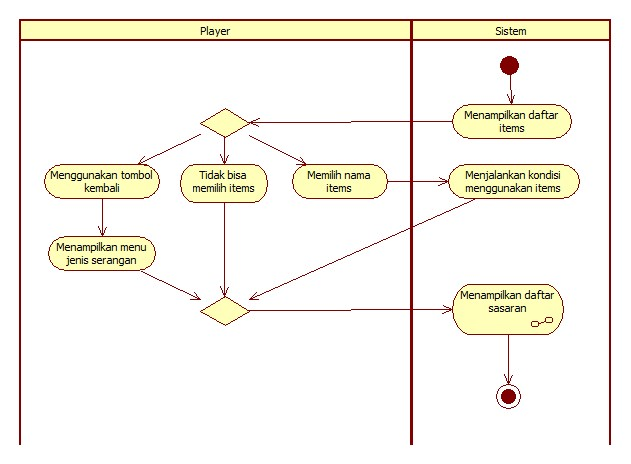 Player
Sistem
Menampilkan daftar
items
Menggunakan tombol
kembali
Tidak bisa
memilih items
Memilih nama
items
Menjalankan kondisi
menggunakan items
Menampilkan menu
jenis serangan
Menampilkan daftar
sasaran